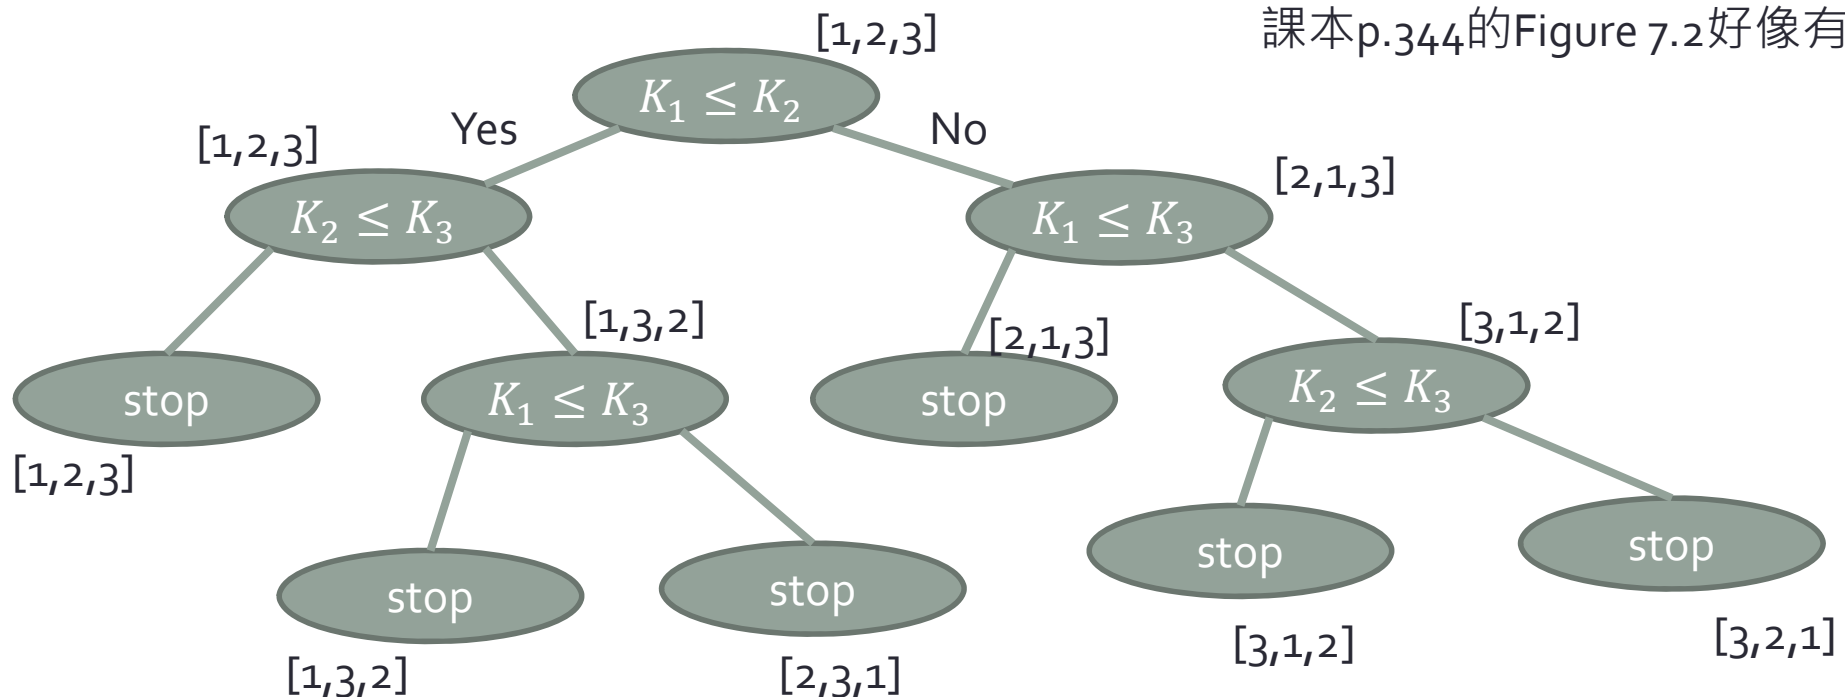 課本p.344的Figure 7.2好像有
[1,2,3]
K₁ ≤ K₂
Yes
No
[1,2,3]
K₂ ≤ K₃
[2,1,3]
K₁ ≤ K₃
stop
[1,2,3]
[1,3,2]
K₁ ≤ K₃
[2,1,3]
stop
[3,1,2]
K₂ ≤ K₃
stop
[1,3,2]
stop
[2,3,1]
stop
[3,1,2]
stop
[3,2,1]